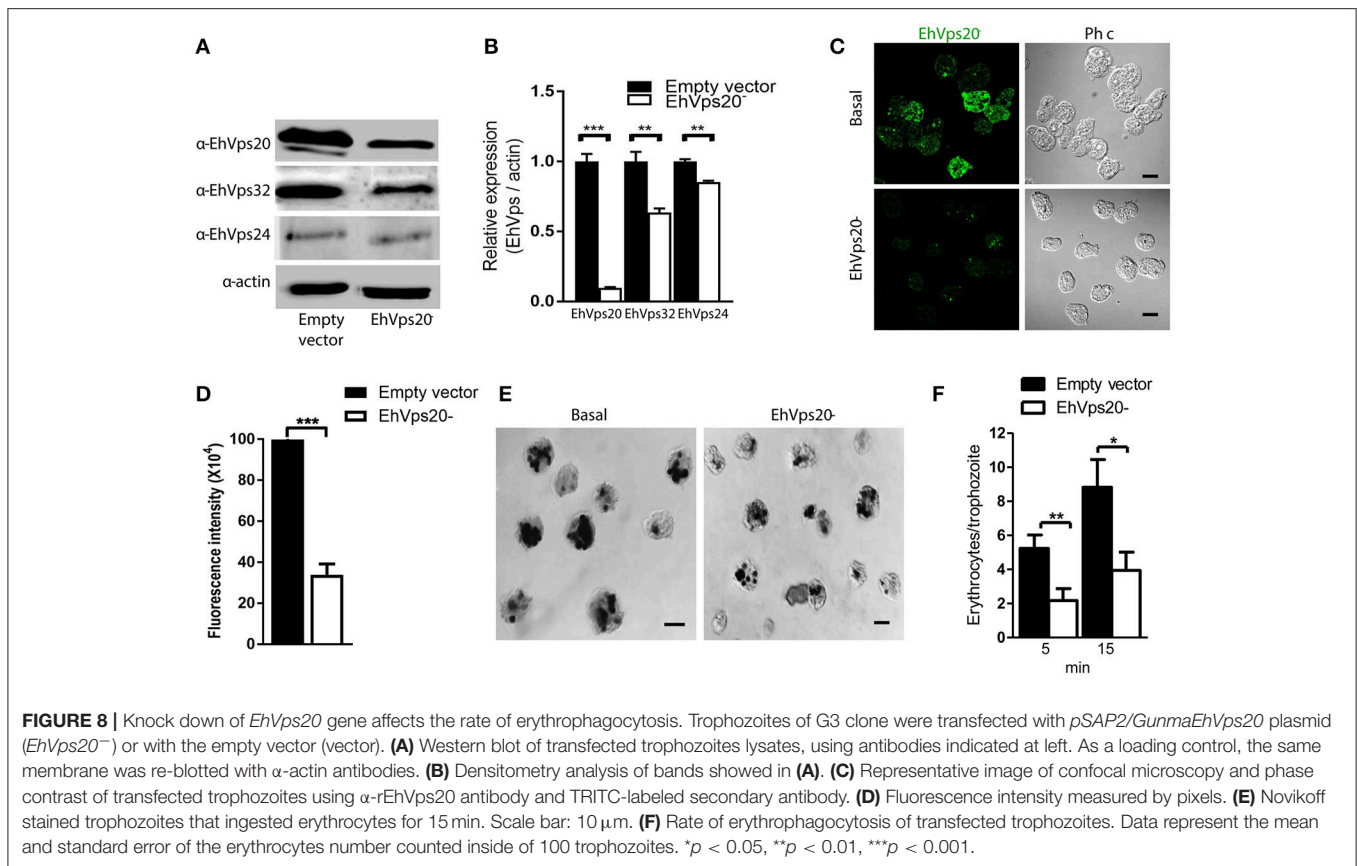 A
α-EhVps20
α-EhVps32
α-EhVps24
α-actin
Empty
vector
EhVps20-
B
Empty vector
EhVps20-
Relative expression
(EhVps / actin)
1.5
1.0
0.5
0.0
***
**
**
EhVps20 EhVps32 EhVps24
C
EhVps20-
Ph c
Basal
EhVps20-
D
Empty vector
EhVps20-
Fluorescence intensity (X10⁴)
100
80
60
40
20
0
***
E
Basal
EhVps20-
F
Empty vector
EhVps20-
Erythrocytes/trophozoite
12
10
8
6
4
2
0
**
*
5 15
min
FIGURE 8 | Knock down of EhVps20 gene affects the rate of erythrophagocytosis. Trophozoites of G3 clone were transfected with pSAP2/GunmaEhVps20 plasmid
(EhVps20⁻) or with the empty vector (vector). (A) Western blot of transfected trophozoites lysates, using antibodies indicated at left. As a loading control, the same
membrane was re-blotted with α-actin antibodies. (B) Densitometry analysis of bands showed in (A). (C) Representative image of confocal microscopy and phase
contrast of transfected trophozoites using α-rEhVps20 antibody and TRITC-labeled secondary antibody. (D) Fluorescence intensity measured by pixels. (E) Novikoff
stained trophozoites that ingested erythrocytes for 15 min. Scale bar: 10 μm. (F) Rate of erythrophagocytosis of transfected trophozoites. Data represent the mean
and standard error of the erythrocytes number counted inside of 100 trophozoites. *p < 0.05, **p < 0.01, ***p < 0.001.